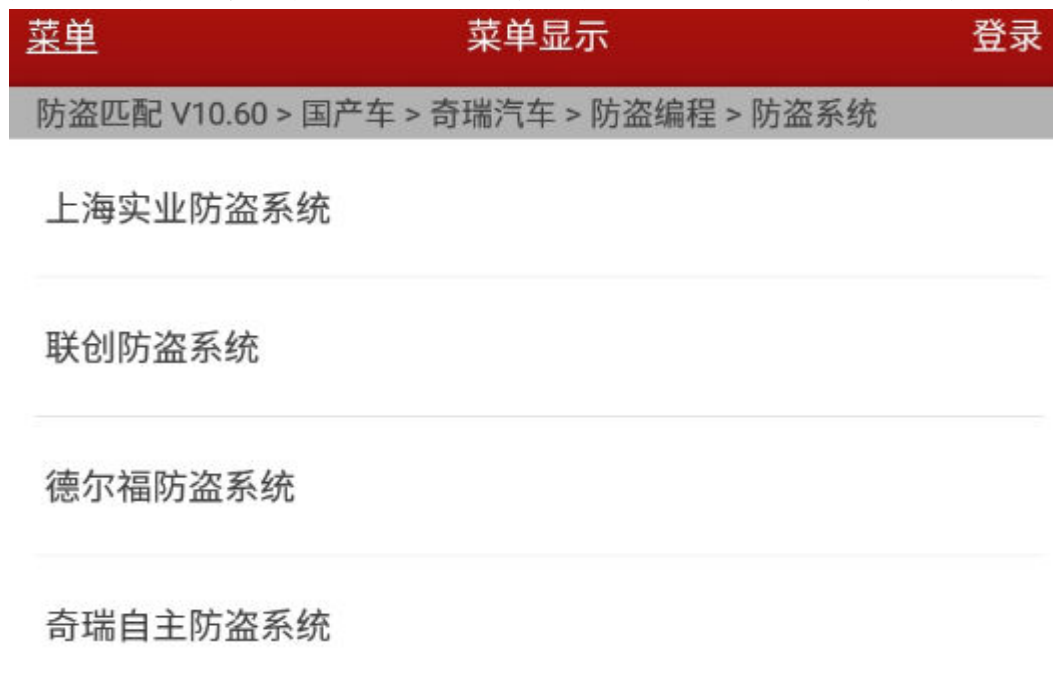 菜单 菜单显示 登录
防盗匹配 V10.60 > 国产车 > 奇瑞汽车 > 防盗编程 > 防盗系统
上海实业防盗系统
联创防盗系统
德尔福防盗系统
奇瑞自主防盗系统